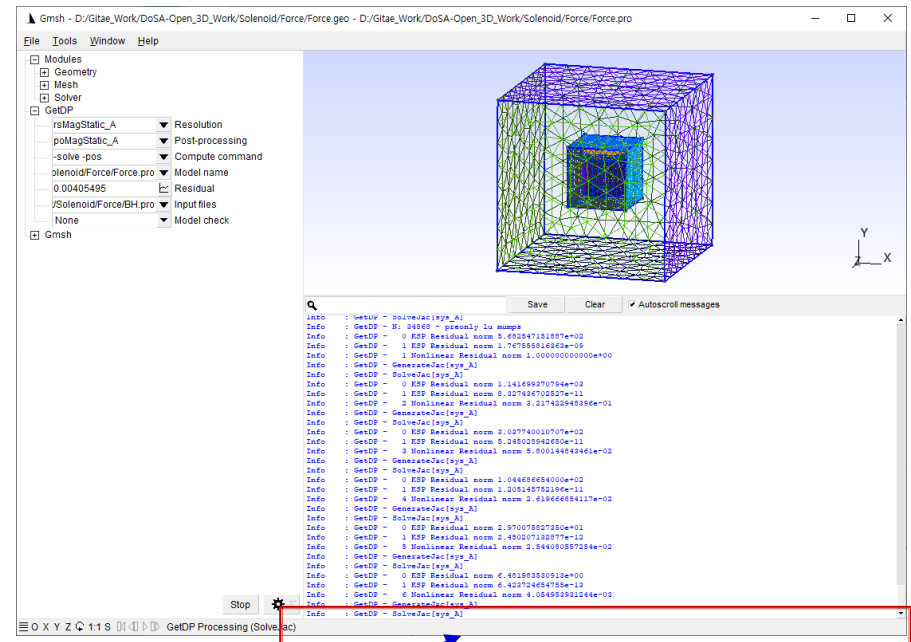 Gmsh - D:/Gitae_Work/DoSA-Open_3D_Work/Solenoid/Force/Force.geo - D:/Gitae_Work/DoSA-Open_3D_Work/Solenoid/Force/Force.pro
File Tools Window Help
Modules
Geometry
Mesh
Solver
GetDP
rsMagStatic_A Resolution
poMagStatic_A Post-processing
-solve -pos Compute command
olenoid/Force/Force.pro Model name
0.00405495 Residual
/Solenoid/Force/BH.pro Input files
None Model check
Gmsh
Y
Z X
Save Clear Autoscroll messages
Info : GetDP - SolveJac[sys_A]
Info : GetDP - N: 34868 - preonly lu mumps
Info : GetDP - 0 KSP Residual norm 5.682547151887e+02
Info : GetDP - 1 KSP Residual norm 1.767555816363e-09
Info : GetDP - 1 Nonlinear Residual norm 1.000000000000e+00
Info : GetDP - GenerateJac[sys_A]
Info : GetDP - SolveJac[sys_A]
Info : GetDP - 0 KSP Residual norm 1.141699370794e+03
Info : GetDP - 1 KSP Residual norm 8.327436702527e-11
Info : GetDP - 2 Nonlinear Residual norm 3.217422948396e-01
Info : GetDP - GenerateJac[sys_A]
Info : GetDP - SolveJac[sys_A]
Info : GetDP - 0 KSP Residual norm 3.037740010707e+02
Info : GetDP - 1 KSP Residual norm 5.245028942650e-11
Info : GetDP - 3 Nonlinear Residual norm 5.800144843461e-02
Info : GetDP - GenerateJac[sys_A]
Info : GetDP - SolveJac[sys_A]
Info : GetDP - 0 KSP Residual norm 1.044686654000e+02
Info : GetDP - 1 KSP Residual norm 1.205145752196e-11
Info : GetDP - 4 Nonlinear Residual norm 2.619666854117e-02
Info : GetDP - GenerateJac[sys_A]
Info : GetDP - SolveJac[sys_A]
Info : GetDP - 0 KSP Residual norm 2.970075827350e+01
Info : GetDP - 1 KSP Residual norm 2.450207132877e-12
Info : GetDP - 5 Nonlinear Residual norm 2.544080557254e-02
Info : GetDP - GenerateJac[sys_A]
Info : GetDP - SolveJac[sys_A]
Info : GetDP - 0 KSP Residual norm 6.481983530913e+00
Info : GetDP - 1 KSP Residual norm 6.423724654755e-13
Info : GetDP - 6 Nonlinear Residual norm 4.054953931244e-03
Info : GetDP - GenerateJac[sys_A]
Info : GetDP - SolveJac[sys_A]
Stop
O X Y Z 1:1 S GetDP Processing (SolveJac)